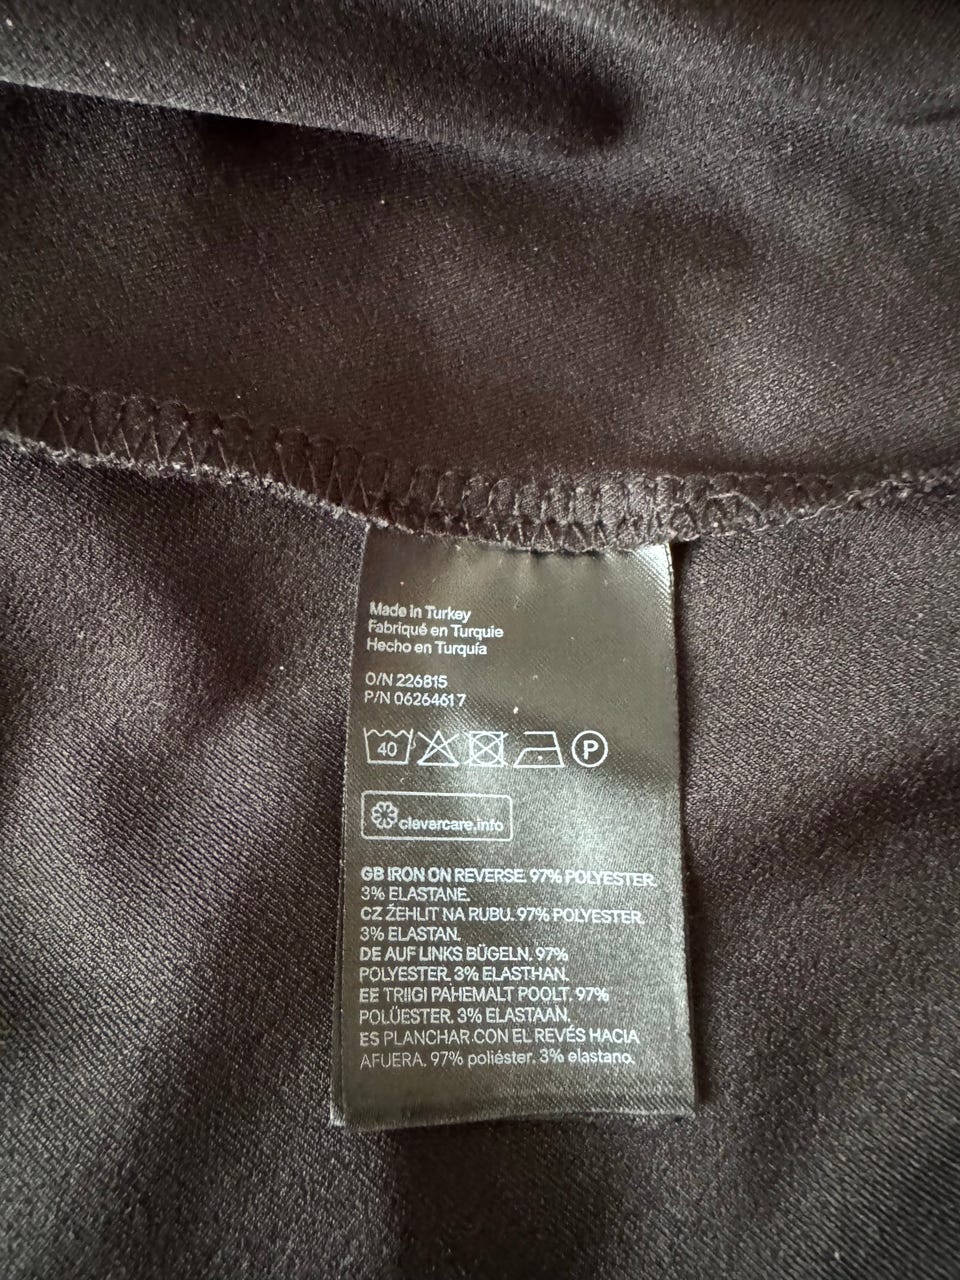 Made in Turkey
Fabriqué en Turquie
Hecho en Turquía
O/N 226815
P/N 06264617
40 P
clevercare.info
GB IRON ON REVERSE. 97% POLYESTER.
3% ELASTANE.
CZ ŽEHLIT NA RUBU. 97% POLYESTER.
3% ELASTAN.
DE AUF LINKS BÜGELN. 97%
POLYESTER. 3% ELASTHAN.
EE TRIIGI PAHEMALT POOLT. 97%
POLÜESTER. 3% ELASTAAN.
ES PLANCHAR CON EL REVÉS HACIA
AFUERA. 97% poliéster. 3% elastano.